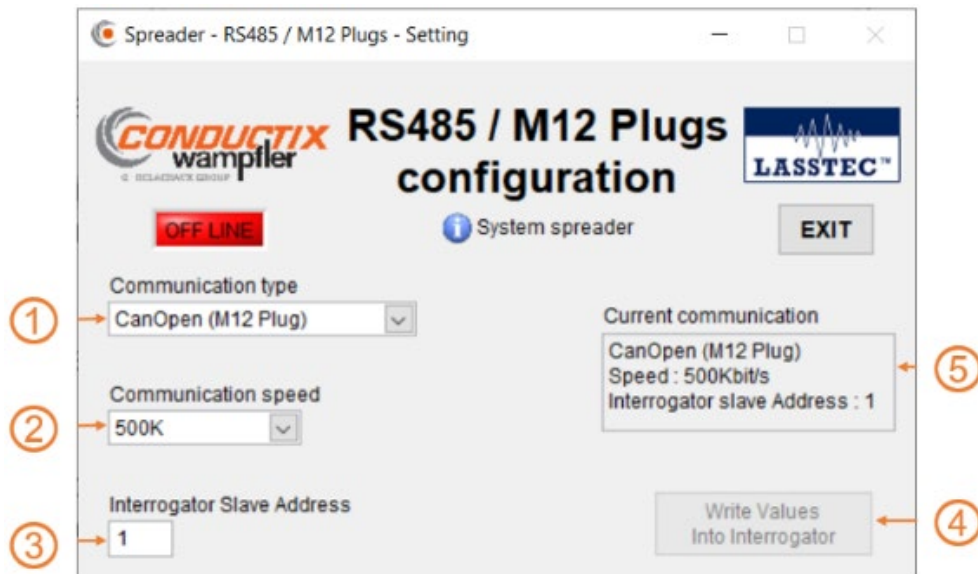 Spreader - RS485 / M12 Plugs - Setting
CONDUCTIX
wampfler
RS485 / M12 Plugs
configuration
LASSTEC™
OFF LINE
System spreader
EXIT
Communication type
1
CanOpen (M12 Plug)
Current communication
CanOpen (M12 Plug)
Speed : 500Kbit/s
Interrogator slave Address : 1
5
Communication speed
2
500K
Interrogator Slave Address
3
1
Write Values
Into Interrogator
4